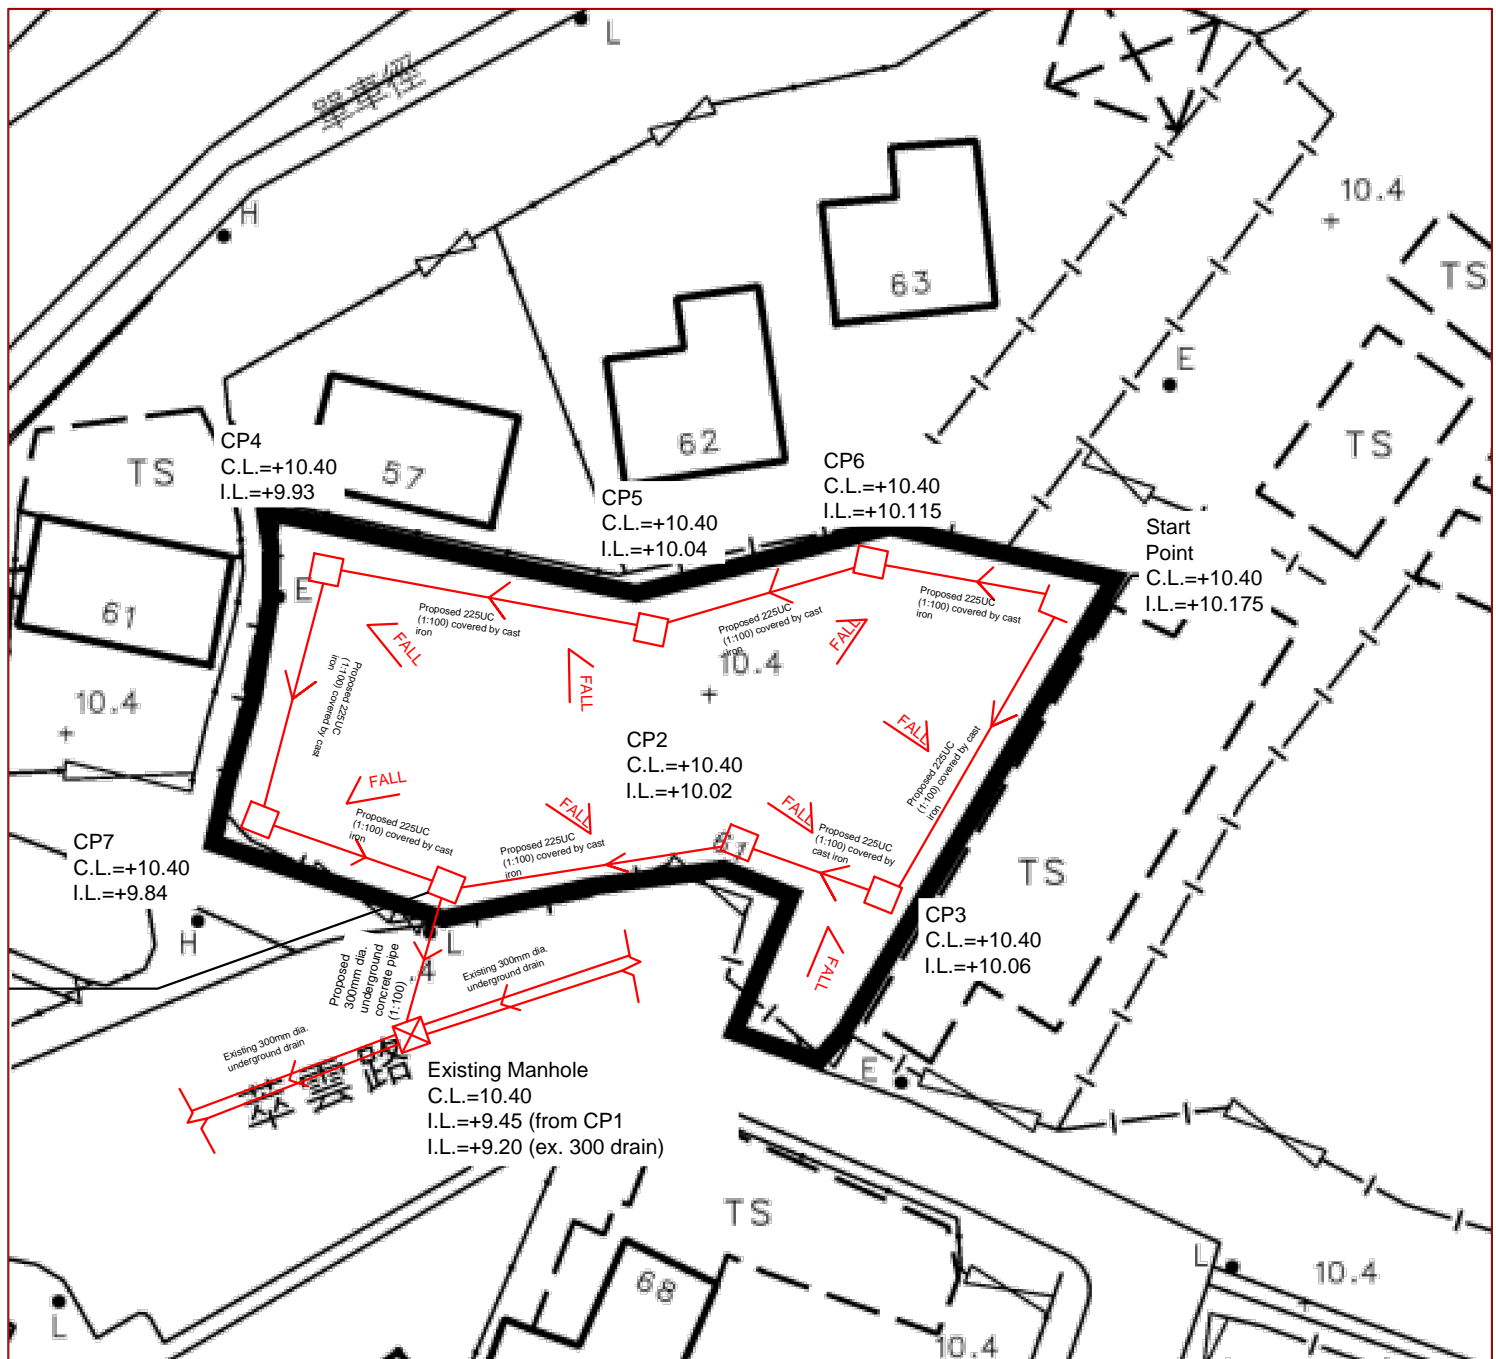 L
H
10.4
TS
63
E
62
TS
57
TS
CP4
C.L.=+10.40
I.L.=+9.93
CP5
C.L.=+10.40
I.L.=+10.04
CP6
C.L.=+10.40
I.L.=+10.115
Start
Point
C.L.=+10.40
I.L.=+10.175
61
E
Proposed 225UC
(1:100) covered by cast
iron
Proposed 225UC
(1:100) covered by cast
iron
Proposed 225UC
(1:100) covered by cast
iron
FALL
FALL
FALL
10.4
10.4
Proposed 225UC
(1:100) covered by cast
iron
CP2
C.L.=+10.40
I.L.=+10.02
FALL
Proposed 225UC
(1:100) covered by cast
iron
FALL
FALL
FALL
Proposed 225UC
(1:100) covered by cast
iron
Proposed 225UC
(1:100) covered by cast
iron
Proposed 225UC
(1:100) covered by
cast iron
CP7
C.L.=+10.40
I.L.=+9.84
TS
H
L
CP3
C.L.=+10.40
I.L.=+10.06
FALL
Proposed
300mm dia.
underground
concrete pipe
(1:100)
.4
Existing 300mm dia.
underground drain
Existing 300mm dia.
underground drain
萃雲路
Existing Manhole
C.L.=10.40
I.L.=+9.45 (from CP1
I.L.=+9.20 (ex. 300 drain)
E
TS
68
L
10.4
L
10.4